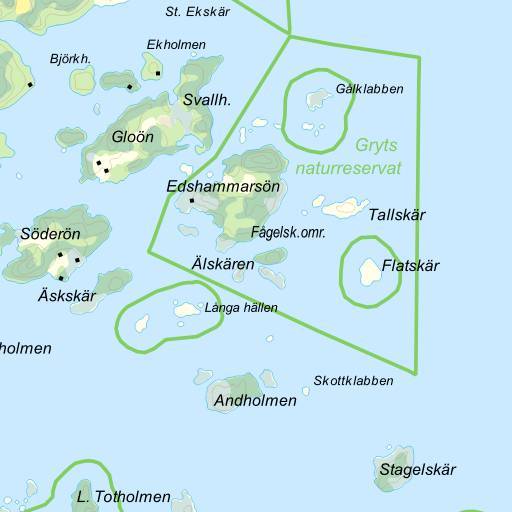 St. Ekskär
Ekholmen
Björkh.
Gålklabben
Svallh.
Gloön
Gryts
naturreservat
Edshammarsön
Tallskär
Söderön
Fågelsk.omr.
Älskären
Flatskär
Äskskär
Långa hällen
holmen
Skottklabben
Andholmen
Stagelskär
L. Totholmen